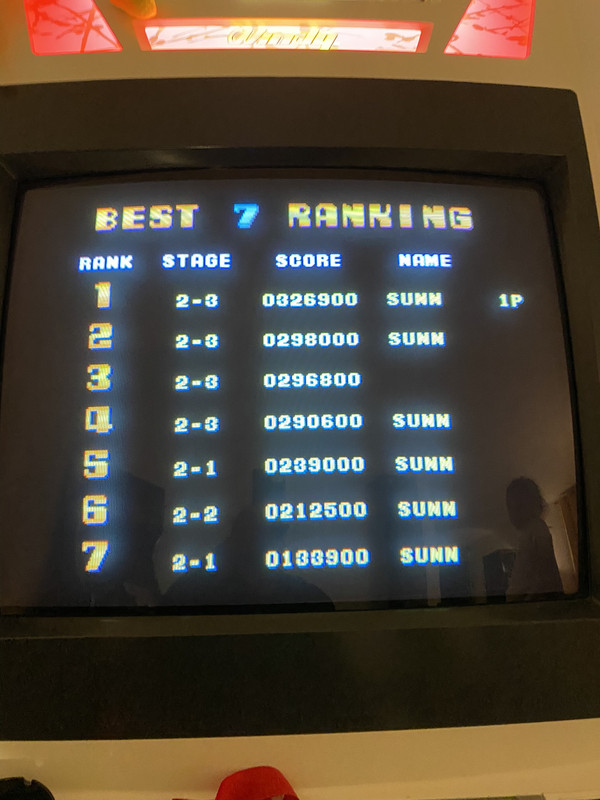 Candy
BEST 7 RANKING
RANK STAGE SCORE NAME
1 2-3 0326900 SUNN 1P
2 2-3 0298000 SUNN
3 2-3 0296800
4 2-3 0290600 SUNN
5 2-1 0239000 SUNN
6 2-2 0212500 SUNN
7 2-1 0133900 SUNN